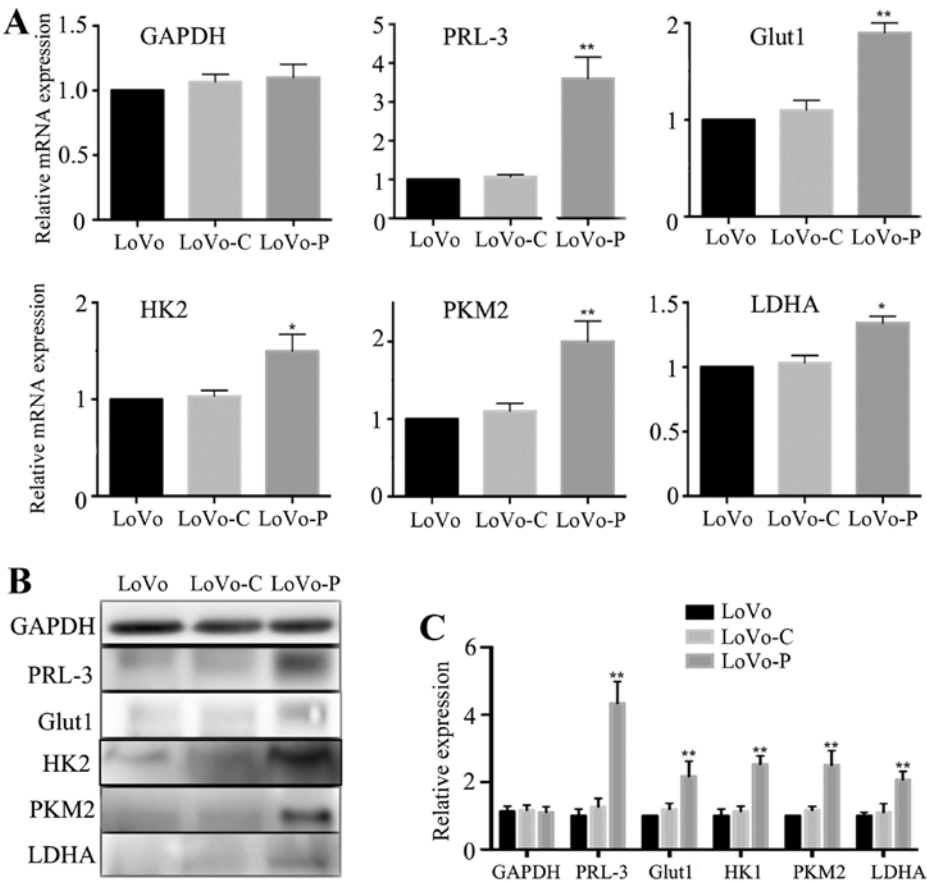 A
GAPDH
Relative mRNA expression
1.5
1.0
0.5
0
LoVo LoVo-C LoVo-P
PRL-3
5
4
3
2
1
0
**
LoVo LoVo-C LoVo-P
Glut1
2
1
0
**
LoVo LoVo-C LoVo-P
HK2
Relative mRNA expression
2
1
0
*
LoVo LoVo-C LoVo-P
PKM2
2
1
0
**
LoVo LoVo-C LoVo-P
LDHA
1.5
1
0.5
0
*
LoVo LoVo-C LoVo-P
B
LoVo LoVo-C LoVo-P
GAPDH
PRL-3
Glut1
HK2
PKM2
LDHA
C
LoVo
LoVo-C
LoVo-P
Relative expression
6
4
2
0
** ** ** ** **
GAPDH PRL-3 Glut1 HK1 PKM2 LDHA